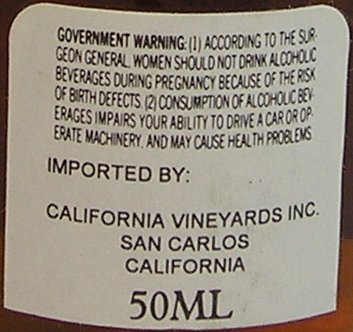 GOVERNMENT WARNING: (1) ACCORDING TO THE SUR-
GEON GENERAL, WOMEN SHOULD NOT DRINK ALCOHOLIC
BEVERAGES DURING PREGNANCY BECAUSE OF THE RISK
OF BIRTH DEFECTS. (2) CONSUMPTION OF ALCOHOLIC BEV-
ERAGES IMPAIRS YOUR ABILITY TO DRIVE A CAR OR OP-
ERATE MACHINERY, AND MAY CAUSE HEALTH PROBLEMS.
IMPORTED BY:
CALIFORNIA VINEYARDS INC.
SAN CARLOS
CALIFORNIA
50ML